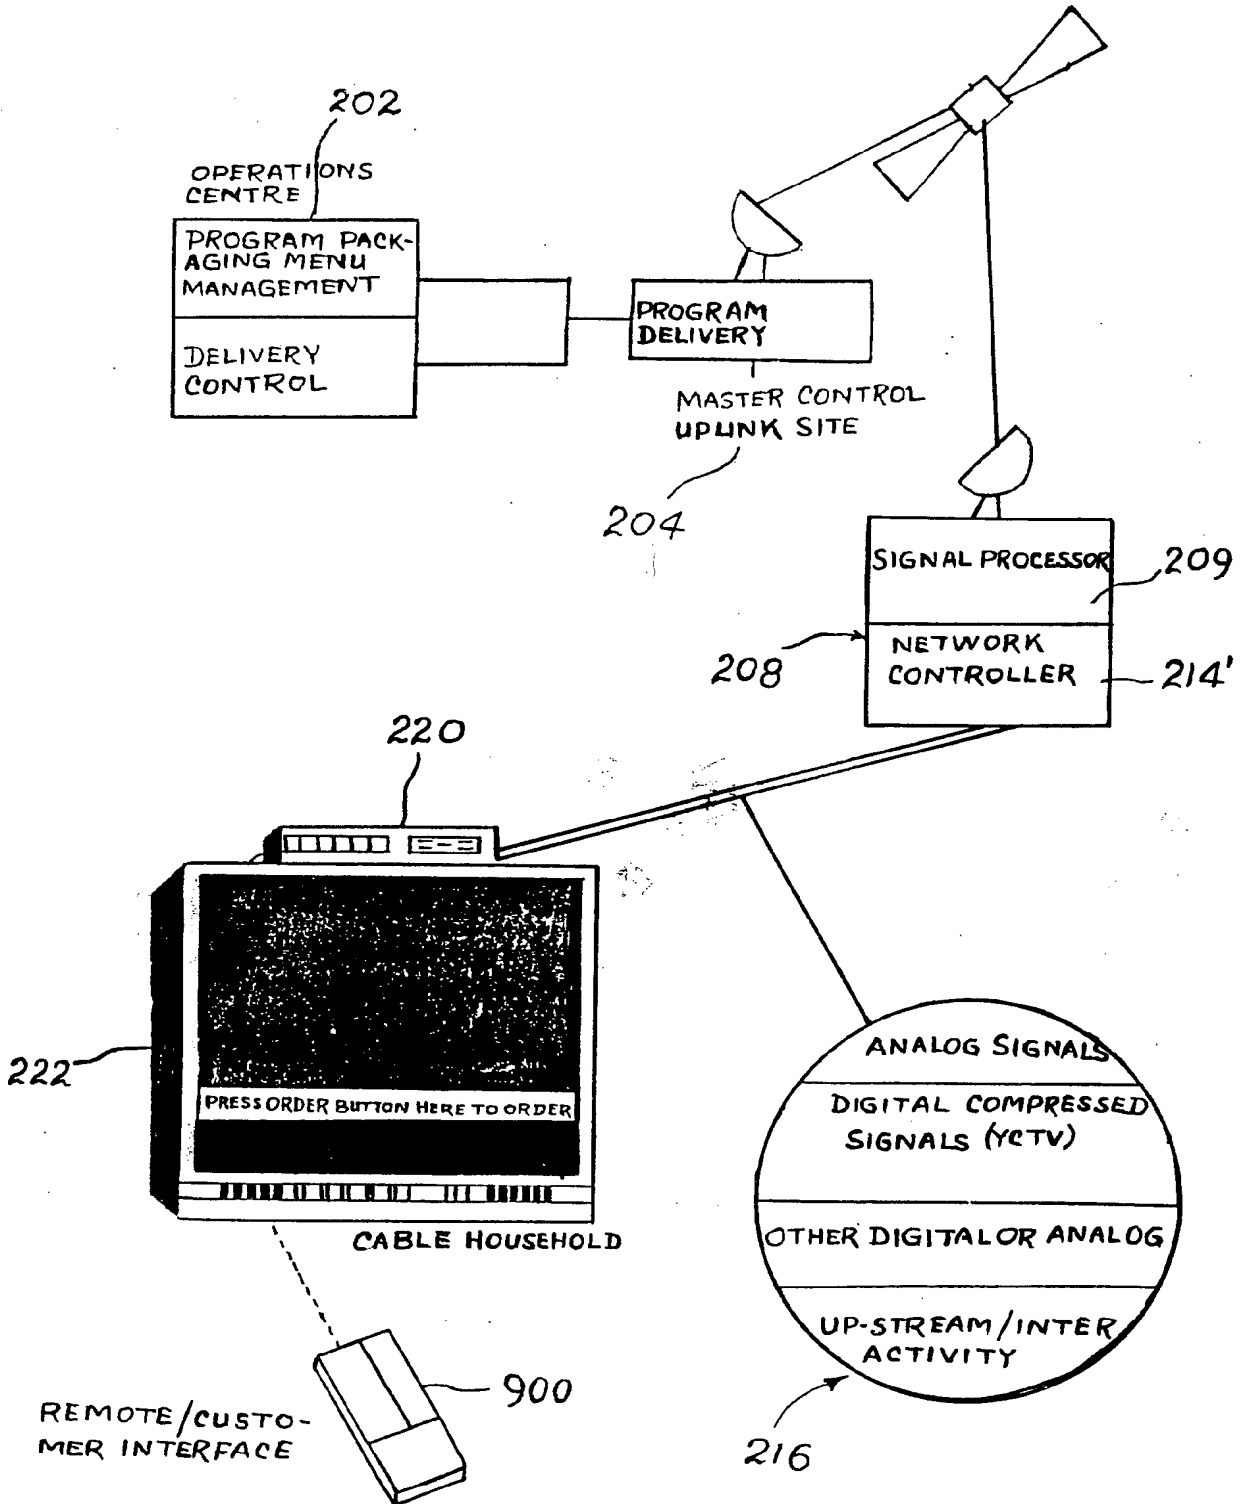 202
OPERATIONS
CENTRE
PROGRAM PACK-
AGING MENU
MANAGEMENT
DELIVERY
CONTROL
PROGRAM
DELIVERY
MASTER CONTROL
UPLINK SITE
204
SIGNAL PROCESSOR
209
208
NETWORK
CONTROLLER
214'
220
222
PRESS ORDER BUTTON HERE TO ORDER
CABLE HOUSEHOLD
ANALOG SIGNALS
DIGITAL COMPRESSED
SIGNALS (YCTV)
OTHER DIGITAL OR ANALOG
UP-STREAM/INTER
ACTIVITY
216
900
REMOTE/CUSTO-
MER INTERFACE